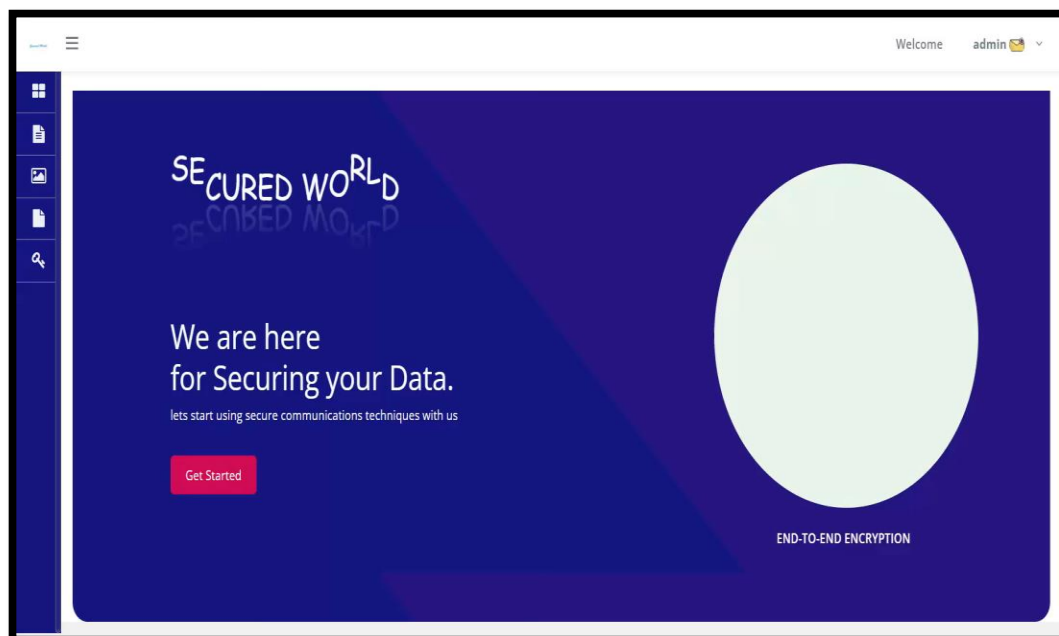 Welcome admin
SECURED WORLD
We are here
for Securing your Data.
lets start using secure communications techniques with us
Get Started
END-TO-END ENCRYPTION